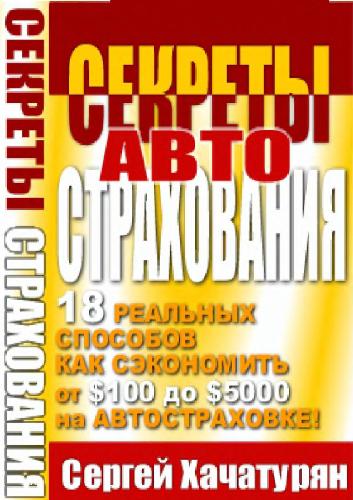 СЕКРЕТЫ СТРАХОВАНИЯ
СЕКРЕТЫ
АВТО
СТРАХОВАНИЯ
18 РЕАЛЬНЫХ
СПОСОБОВ
КАК СЭКОНОМИТЬ
от $100 до $5000
на АВТОСТРАХОВКЕ!
Сергей Хачатурян